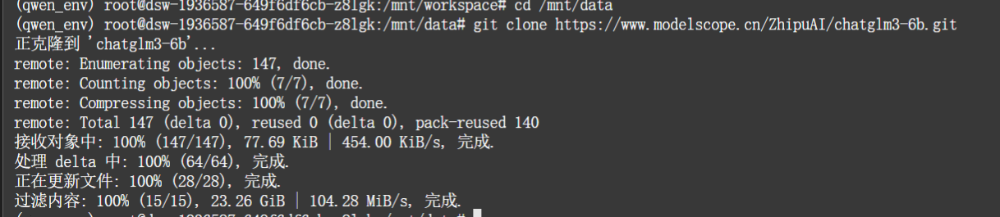 (qwen_env) root@dsw-1936587-649f6df6cb-z8lgk:/mnt/workspace# cd /mnt/data
(qwen_env) root@dsw-1936587-649f6df6cb-z8lgk:/mnt/data# git clone https://www.modelscope.cn/ZhipuAI/chatglm3-6b.git
正克隆到 'chatglm3-6b'...
remote: Enumerating objects: 147, done.
remote: Counting objects: 100% (7/7), done.
remote: Compressing objects: 100% (7/7), done.
remote: Total 147 (delta 0), reused 0 (delta 0), pack-reused 140
接收对象中: 100% (147/147), 77.69 KiB | 454.00 KiB/s, 完成.
处理 delta 中: 100% (64/64), 完成.
正在更新文件: 100% (28/28), 完成.
过滤内容: 100% (15/15), 23.26 GiB | 104.28 MiB/s, 完成.